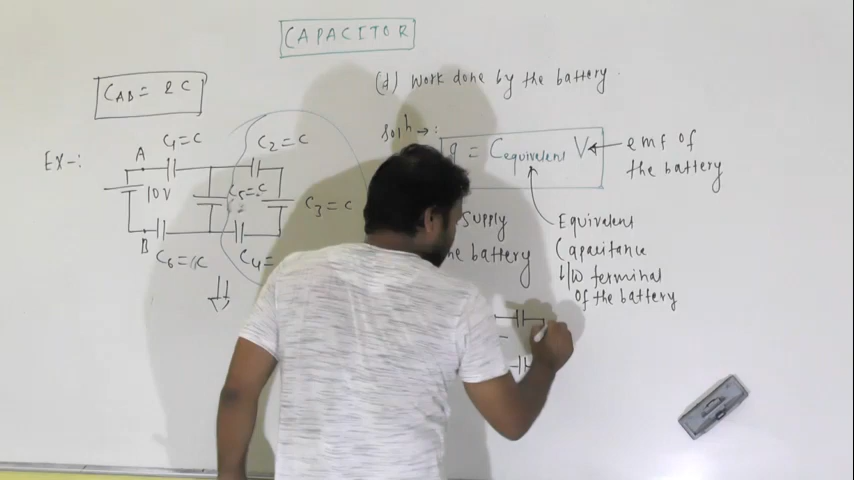 CAPACITOR
CAB = 2C
(d) Work done by the battery.
Solⁿ →:
EX-:
A
C1=C
C2=C
10V
C5=C
C3=C
B
C4=
q = Cequivalent V
emf of
the battery
Supply
battery
Equivalent
Capacitance
b/w terminal
of the battery